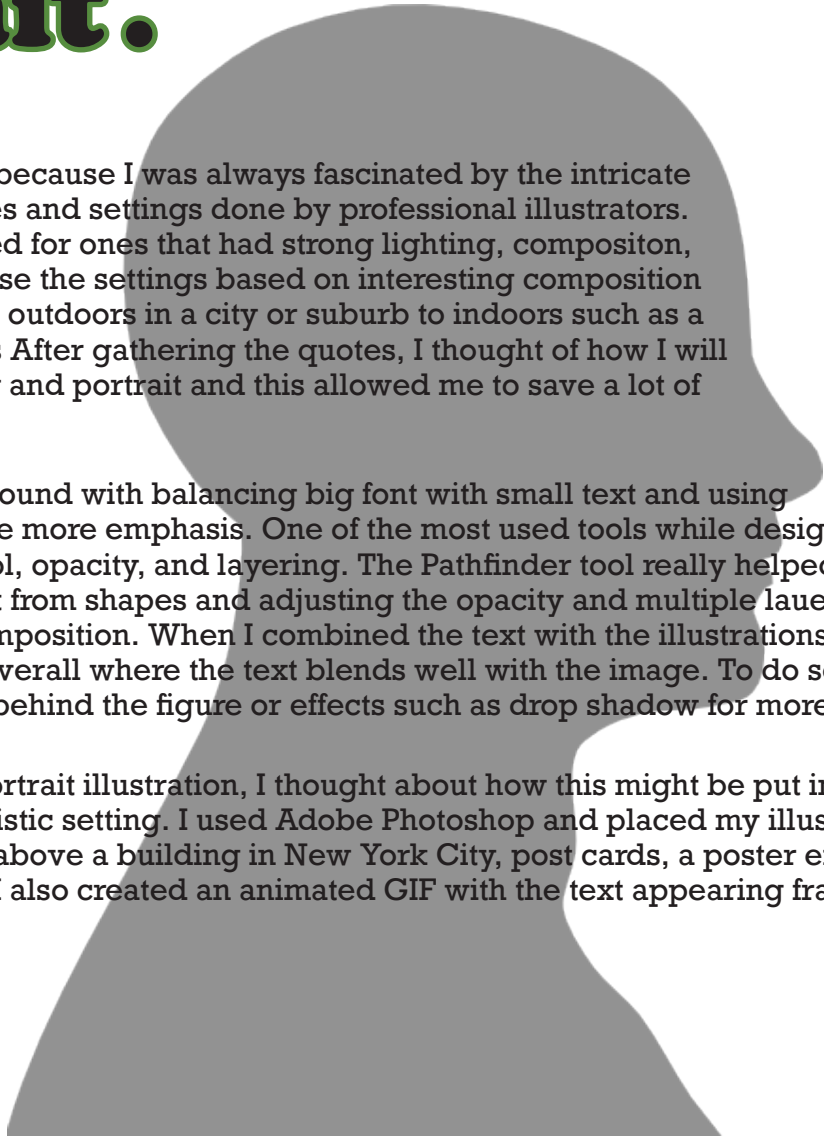 it.
because I was always fascinated by the intricate
es and settings done by professional illustrators.
ed for ones that had strong lighting, compositon,
se the settings based on interesting composition
outdoors in a city or suburb to indoors such as a
s After gathering the quotes, I thought of how I will
and portrait and this allowed me to save a lot of
ound with balancing big font with small text and using
e more emphasis. One of the most used tools while desig
ol, opacity, and layering. The Pathfinder tool really helped
t from shapes and adjusting the opacity and multiple laue
mposition. When I combined the text with the illustrations
verall where the text blends well with the image. To do so
behind the figure or effects such as drop shadow for more
ortrait illustration, I thought about how this might be put in
istic setting. I used Adobe Photoshop and placed my illus
above a building in New York City, post cards, a poster e
I also created an animated GIF with the text appearing fra